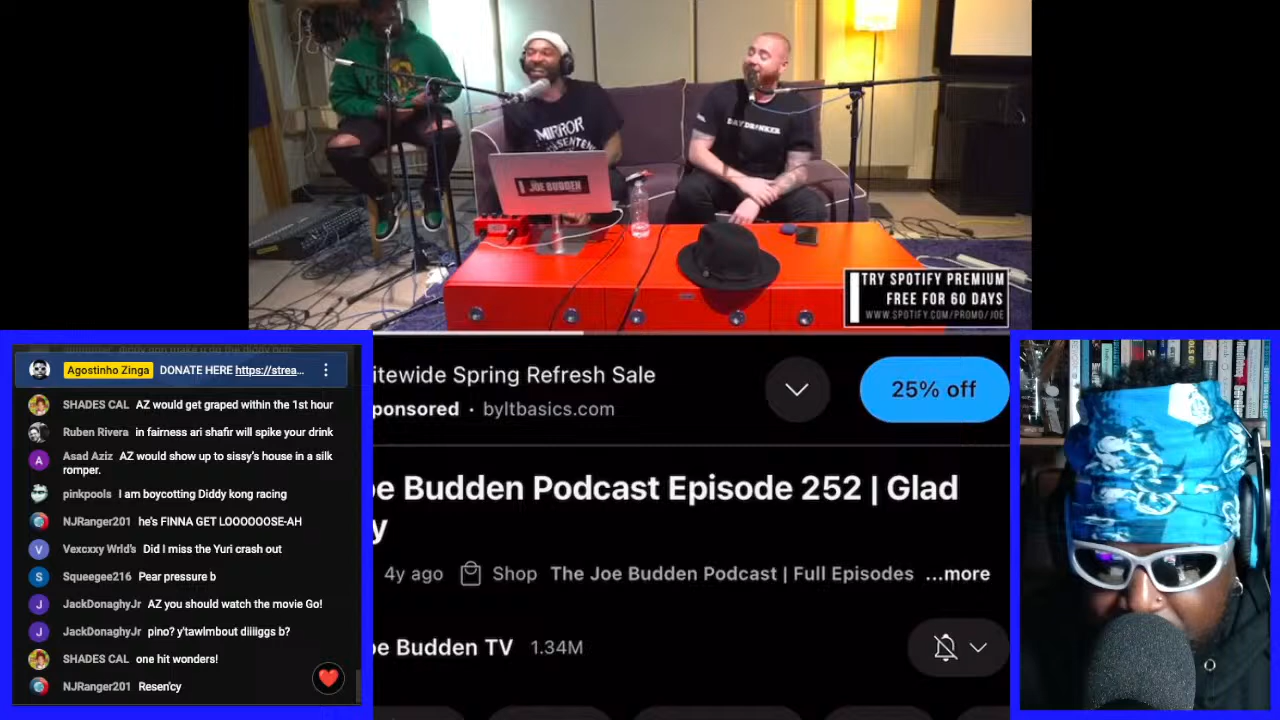 MIRROR
DAYDRINKER
JOE BUDDEN
TRY SPOTIFY PREMIUM
FREE FOR 60 DAYS
WWW.SPOTIFY.COM/PROMO/JOE
Agostinho Zinga DONATE HERE https://strea...
SHADES CAL AZ would get graped within the 1st hour
Ruben Rivera in fairness ari shafir will spike your drink
Asad Aziz AZ would show up to sissy's house in a silk
romper.
pinkpools I am boycotting Diddy kong racing
NJRanger201 he's FINNA GET LOOOOOOSE-AH
Vexcxxy Wrld's Did I miss the Yuri crash out
Squeegee216 Pear pressure b
JackDonaghyJr AZ you should watch the movie Go!
JackDonaghyJr pino? y'tawlmbout diiiiggs b?
SHADES CAL one hit wonders!
NJRanger201 Resen'cy
itewide Spring Refresh Sale
ponsored · byltbasics.com
25% off
oe Budden Podcast Episode 252 | Glad
y
4y ago Shop The Joe Budden Podcast | Full Episodes ...more
oe Budden TV 1.34M